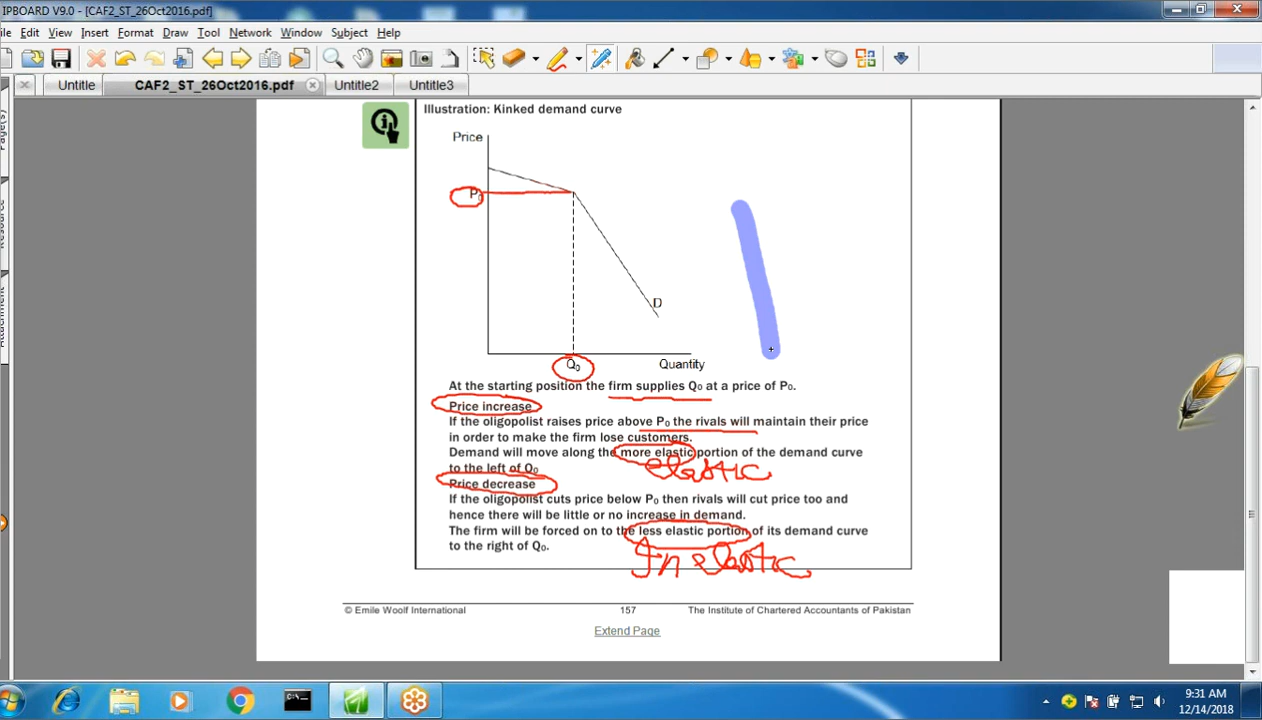 IPBOARD V9.0 - [CAF2_ST_26Oct2016.pdf]
ile Edit View Insert Format Draw Tool Network Window Subject Help
Untitle CAF2_ST_26Oct2016.pdf Untitle2 Untitle3
Page(s)
Resource
Attachment
Illustration: Kinked demand curve
Price
P₀
D
Q₀ Quantity
At the starting position the firm supplies Q₀ at a price of P₀.
Price increase
If the oligopolist raises price above P₀ the rivals will maintain their price
in order to make the firm lose customers.
Demand will move along the more elastic portion of the demand curve
to the left of Q₀
elastic
Price decrease
If the oligopolist cuts price below P₀ then rivals will cut price too and
hence there will be little or no increase in demand.
The firm will be forced on to the less elastic portion of its demand curve
to the right of Q₀.
In elastic
© Emile Woolf International 157 The Institute of Chartered Accountants of Pakistan
Extend Page
9:31 AM
12/14/2018